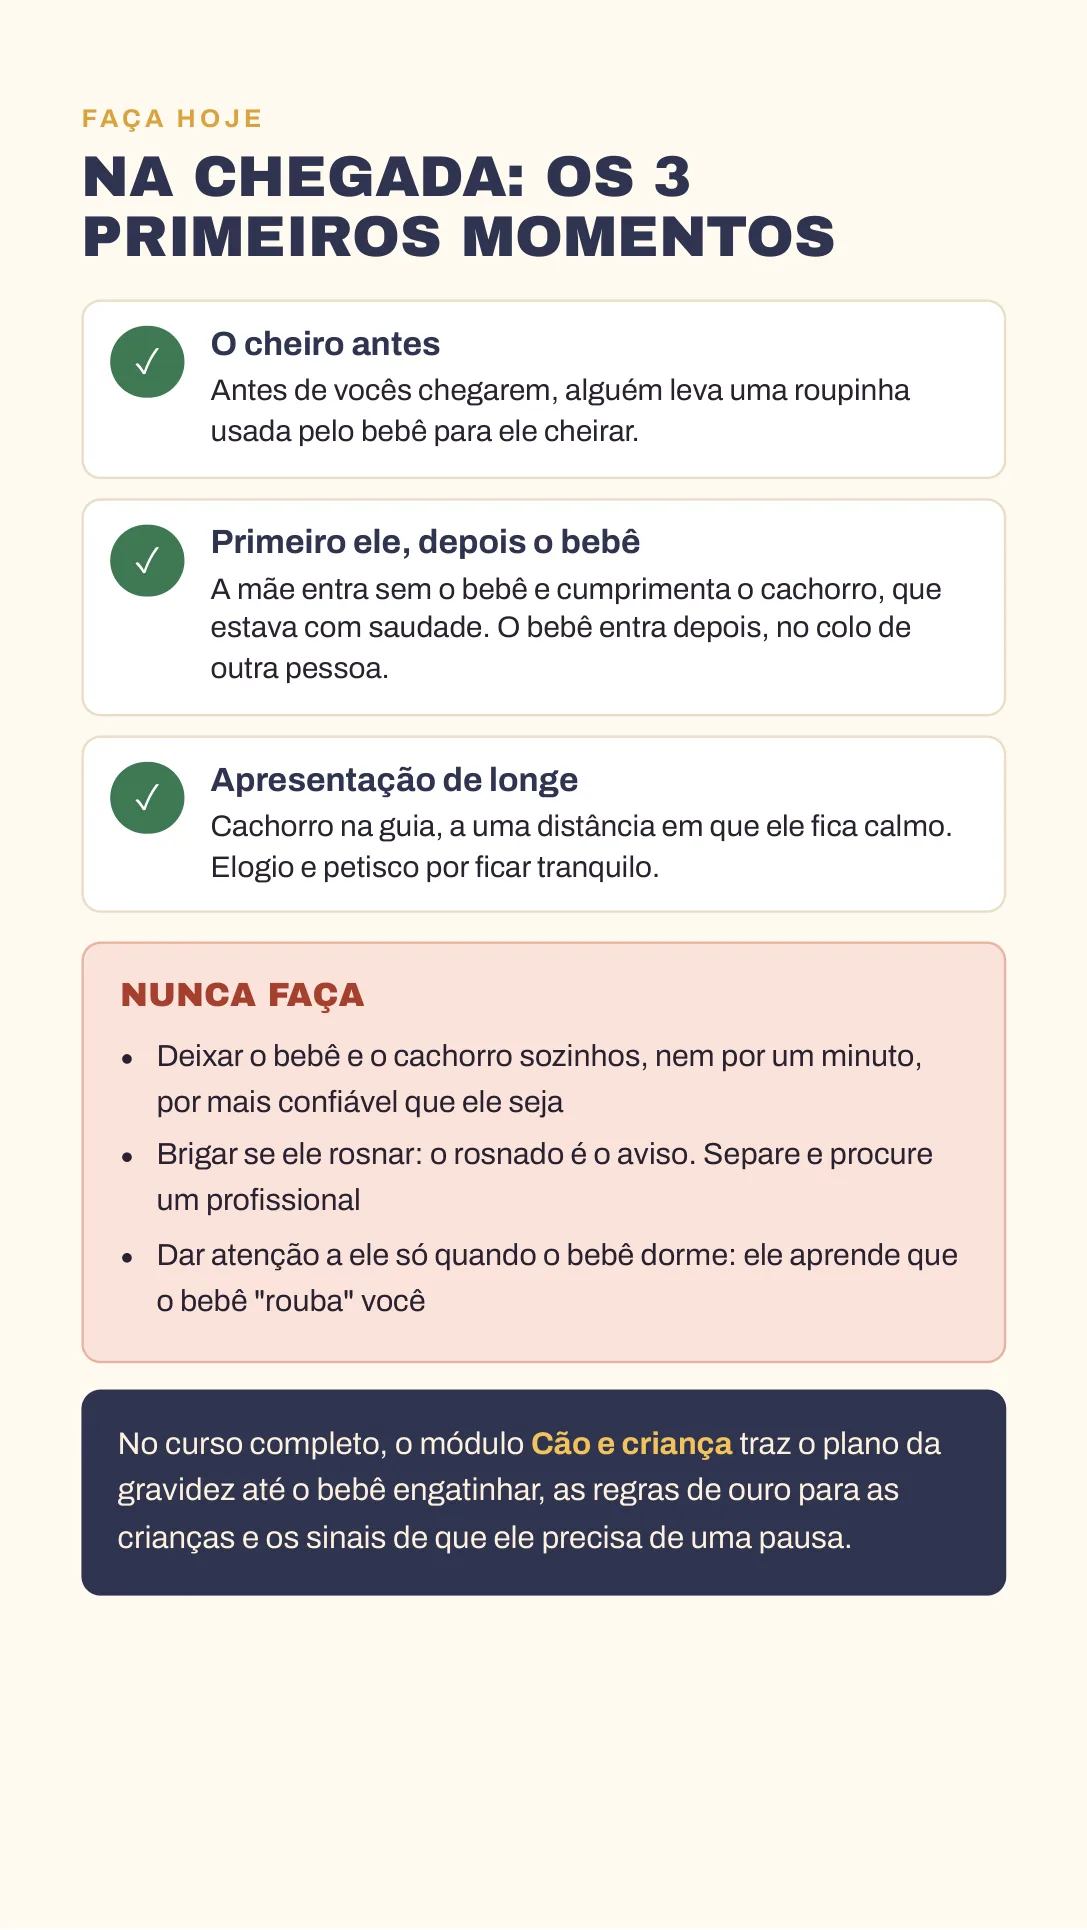 FAÇA HOJE
NA CHEGADA: OS 3
PRIMEIROS MOMENTOS
✓
O cheiro antes
Antes de vocês chegarem, alguém leva uma roupinha
usada pelo bebê para ele cheirar.
✓
Primeiro ele, depois o bebê
A mãe entra sem o bebê e cumprimenta o cachorro, que
estava com saudade. O bebê entra depois, no colo de
outra pessoa.
✓
Apresentação de longe
Cachorro na guia, a uma distância em que ele fica calmo.
Elogio e petisco por ficar tranquilo.
NUNCA FAÇA
• Deixar o bebê e o cachorro sozinhos, nem por um minuto,
por mais confiável que ele seja
• Brigar se ele rosnar: o rosnado é o aviso. Separe e procure
um profissional
• Dar atenção a ele só quando o bebê dorme: ele aprende que
o bebê "rouba" você
No curso completo, o módulo Cão e criança traz o plano da
gravidez até o bebê engatinhar, as regras de ouro para as
crianças e os sinais de que ele precisa de uma pausa.